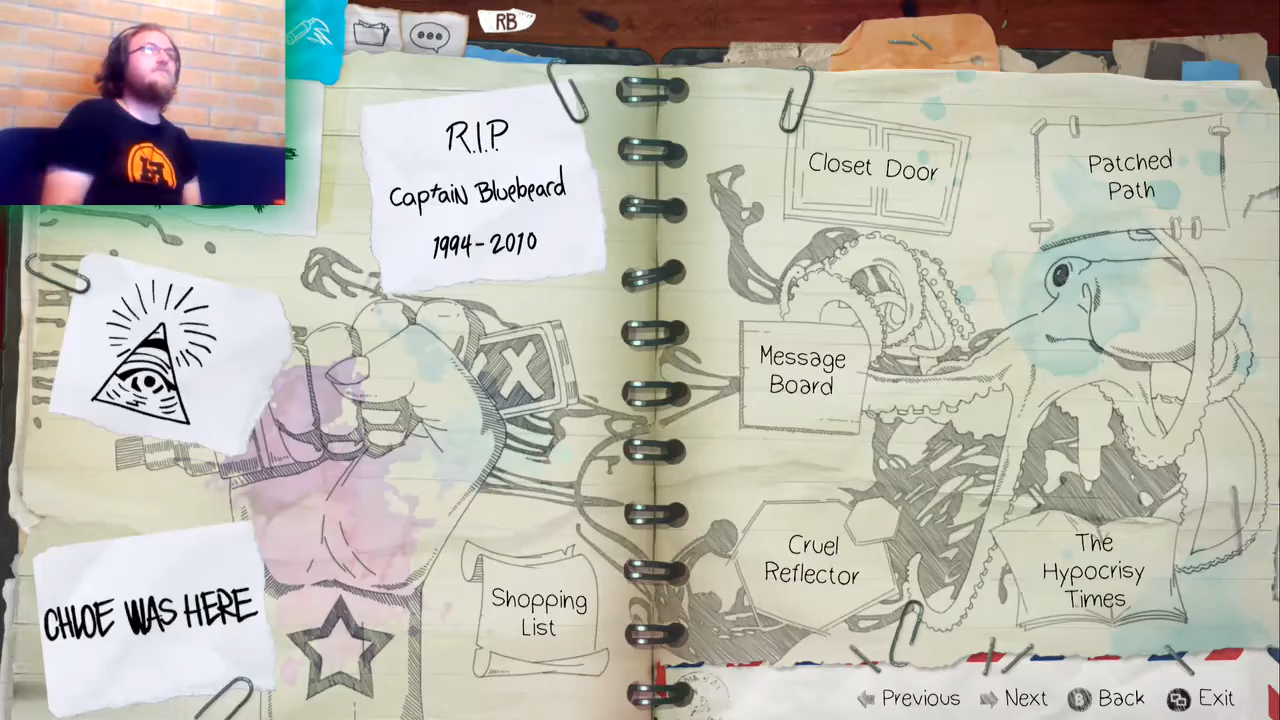 RB
R.I.P.
Captain Bluebeard
1994-2010
CHLOE WAS HERE
Shopping
List
Closet Door
Patched
Path
Message
Board
Cruel
Reflector
The
Hypocrisy
Times
Previous
Next
Back
Exit